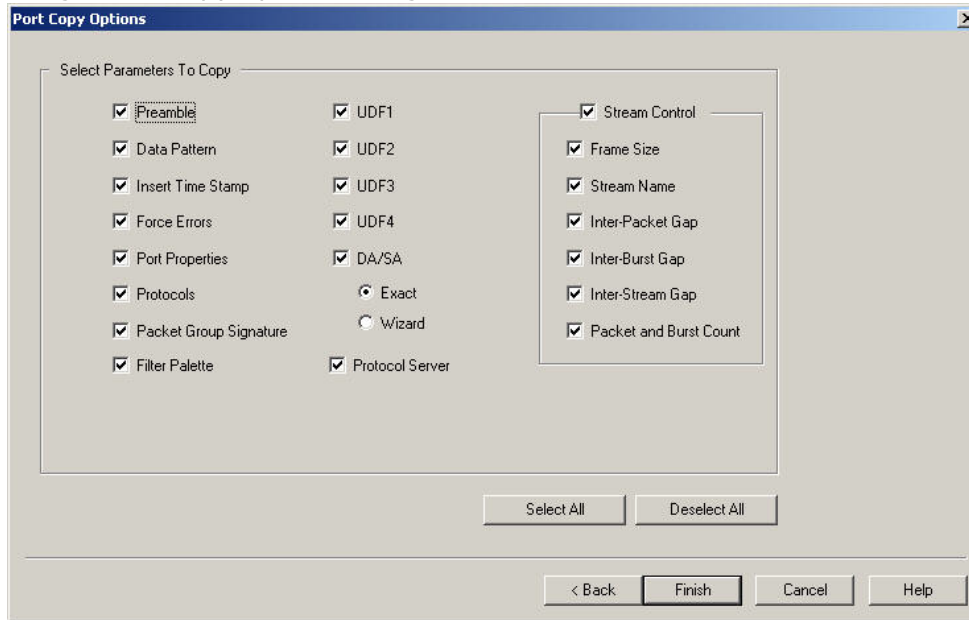 Port Copy Options
Select Parameters To Copy
Preamble
Data Pattern
Insert Time Stamp
Force Errors
Port Properties
Protocols
Packet Group Signature
Filter Palette
UDF1
UDF2
UDF3
UDF4
DA/SA
Exact
Wizard
Protocol Server
Stream Control
Frame Size
Stream Name
Inter-Packet Gap
Inter-Burst Gap
Inter-Stream Gap
Packet and Burst Count
Select All
Deselect All
< Back
Finish
Cancel
Help